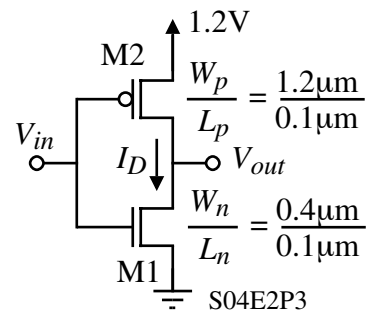 1.2V
M2
Wp/Lp = 1.2μm/0.1μm
Vin
ID
Vout
Wn/Ln = 0.4μm/0.1μm
M1
S04E2P3